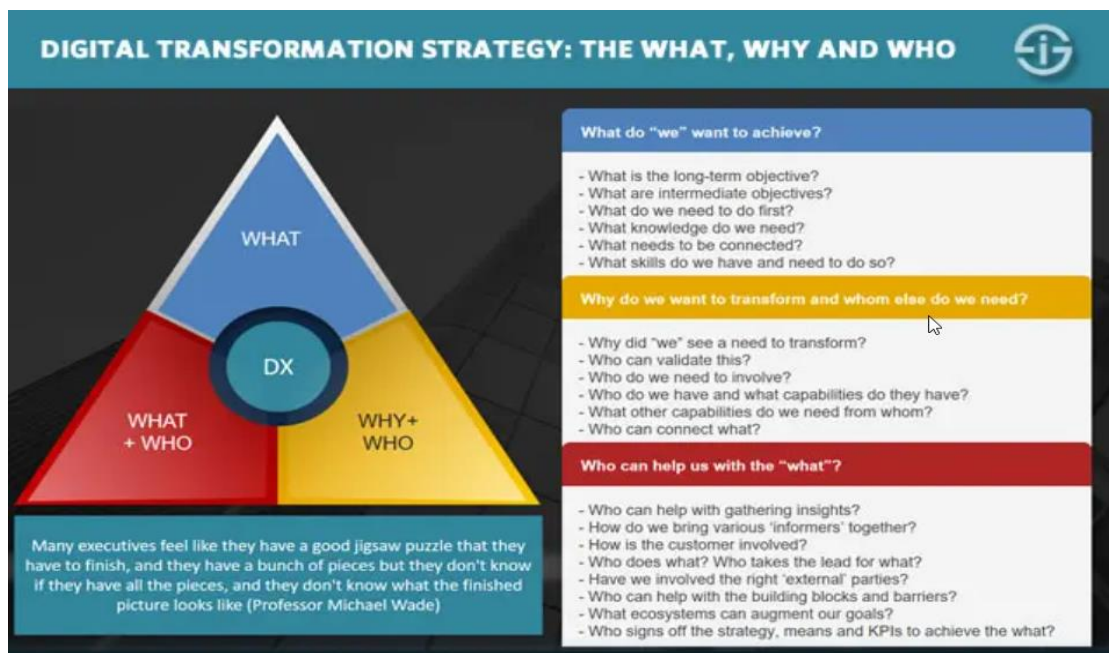 DIGITAL TRANSFORMATION STRATEGY: THE WHAT, WHY AND WHO
WHAT
DX
WHAT
+ WHO
WHY+
WHO
Many executives feel like they have a good jigsaw puzzle that they
have to finish, and they have a bunch of pieces but they don't know
if they have all the pieces, and they don't know what the finished
picture looks like (Professor Michael Wade)
What do "we" want to achieve?
- What is the long-term objective?
- What are intermediate objectives?
- What do we need to do first?
- What knowledge do we need?
- What needs to be connected?
- What skills do we have and need to do so?
Why do we want to transform and whom else do we need?
- Why did "we" see a need to transform?
- Who can validate this?
- Who do we need to involve?
- Who do we have and what capabilities do they have?
- What other capabilities do we need from whom?
- Who can connect what?
Who can help us with the "what"?
- Who can help with gathering insights?
- How do we bring various 'informers' together?
- How is the customer involved?
- Who does what? Who takes the lead for what?
- Have we involved the right 'external' parties?
- Who can help with the building blocks and barriers?
- What ecosystems can augment our goals?
- Who signs off the strategy, means and KPIs to achieve the what?